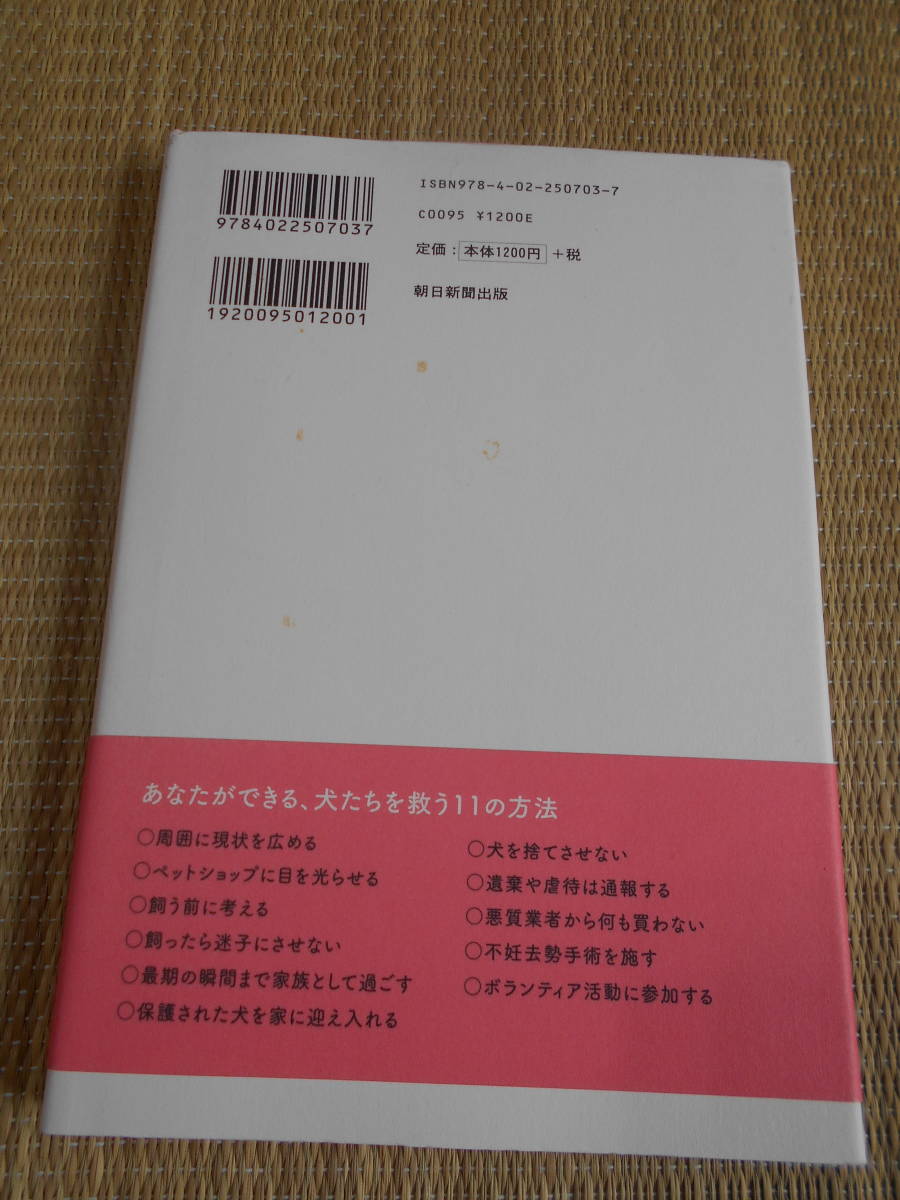 9784022507037
1920095012001
ISBN978-4-02-250703-7
C0095 ¥1200E
定価：本体1200円+税
朝日新聞出版
あなたができる、犬たちを救う11の方法
○周囲に現状を広める
○ペットショップに目を光らせる
○飼う前に考える
○飼ったら迷子にさせない
○最期の瞬間まで家族として過ごす
○保護された犬を家に迎え入れる
○犬を捨てさせない
○遺棄や虐待は通報する
○悪質業者から何も買わない
○不妊去勢手術を施す
○ボランティア活動に参加する